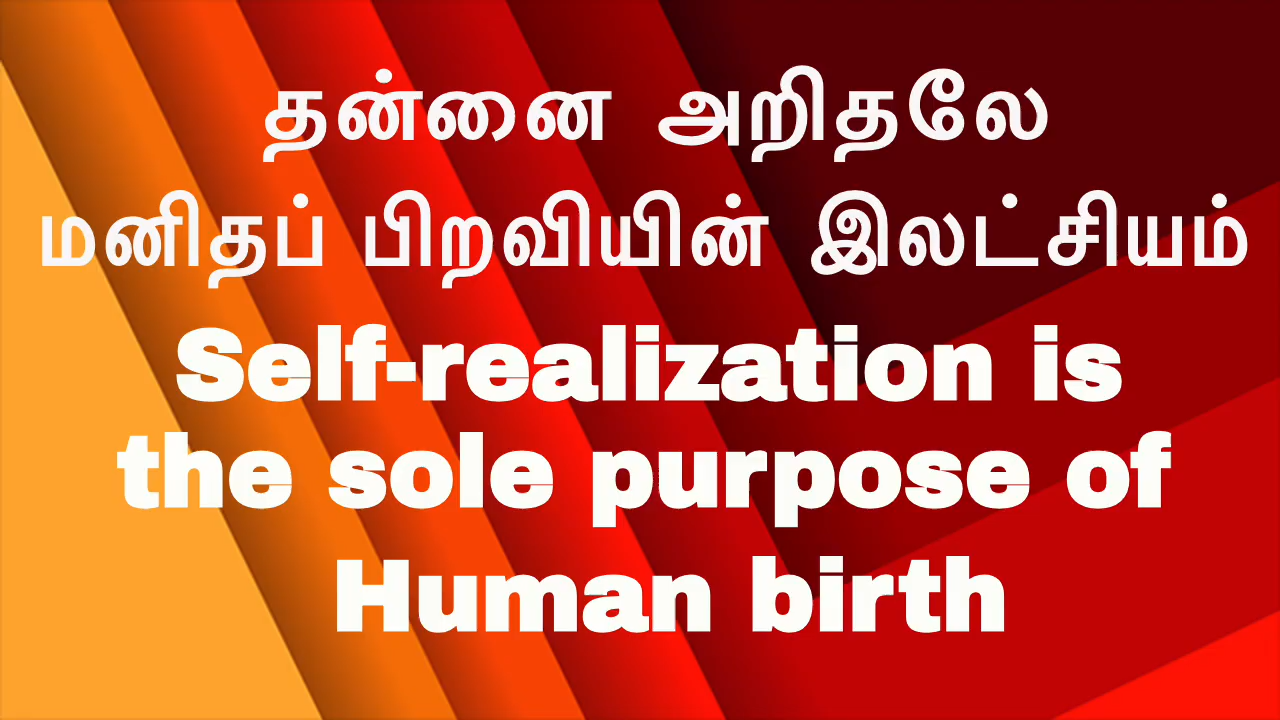 தன்னை அறிதலே
மனிதப் பிறவியின் இலட்சியம்
Self-realization is
the sole purpose of
Human birth